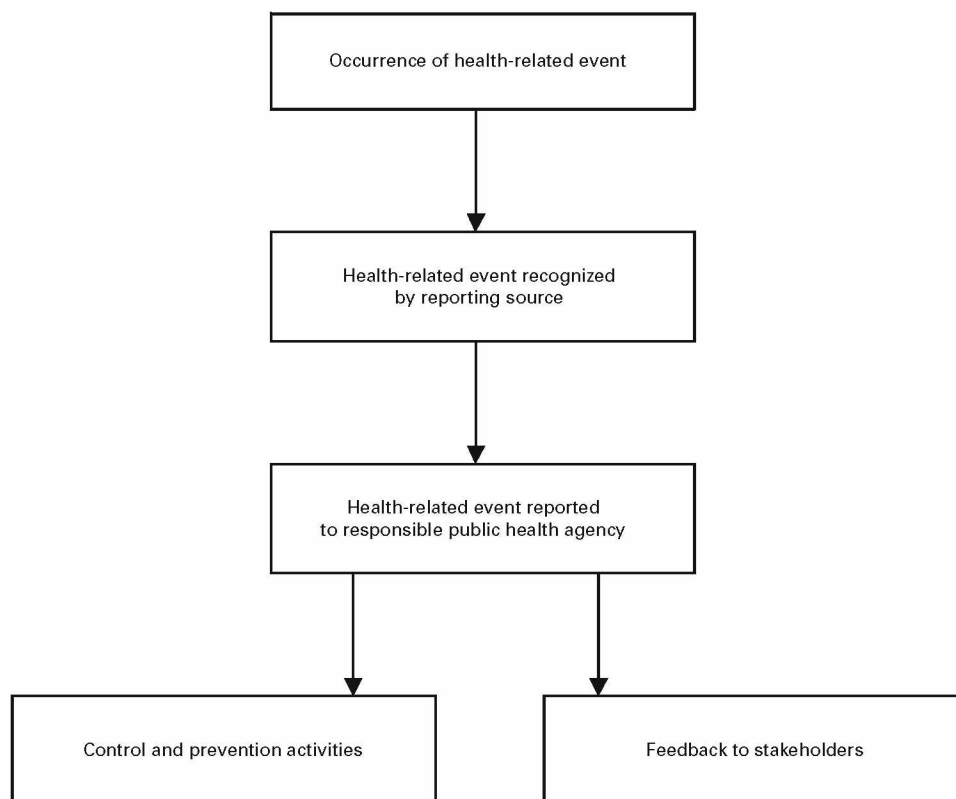 Occurrence of health-related event
Health-related event recognized
by reporting source
Health-related event reported
to responsible public health agency
Control and prevention activities
Feedback to stakeholders